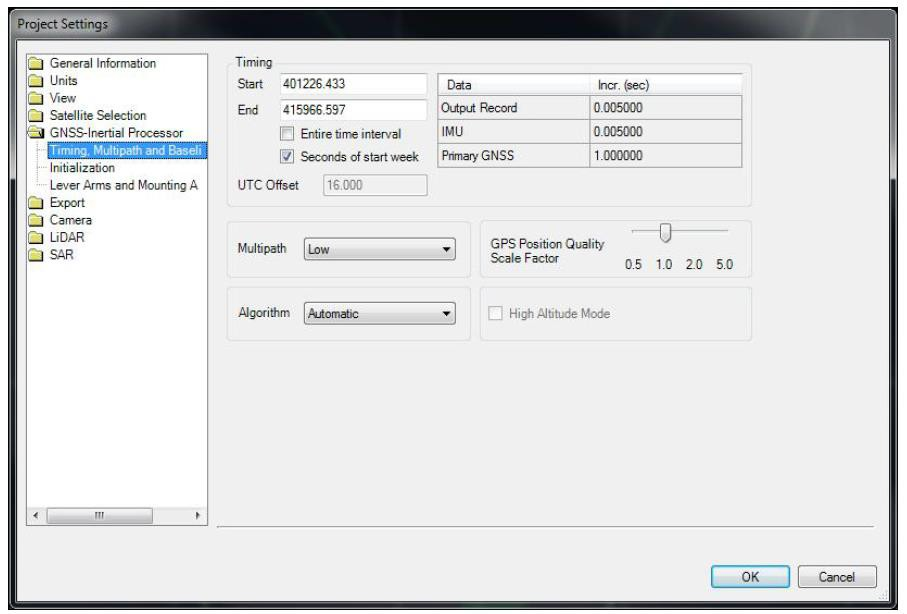 Project Settings
General Information
Units
View
Satellite Selection
GNSS-Inertial Processor
Timing, Multipath and Baseli
Initialization
Lever Arms and Mounting A
Export
Camera
LiDAR
SAR
Timing
Start 401226.433
End 415966.597
Entire time interval
Seconds of start week
UTC Offset 16.000
Data Incr. (sec)
Output Record 0.005000
IMU 0.005000
Primary GNSS 1.000000
Multipath Low
GPS Position Quality
Scale Factor
0.5 1.0 2.0 5.0
Algorithm Automatic
High Altitude Mode
OK Cancel